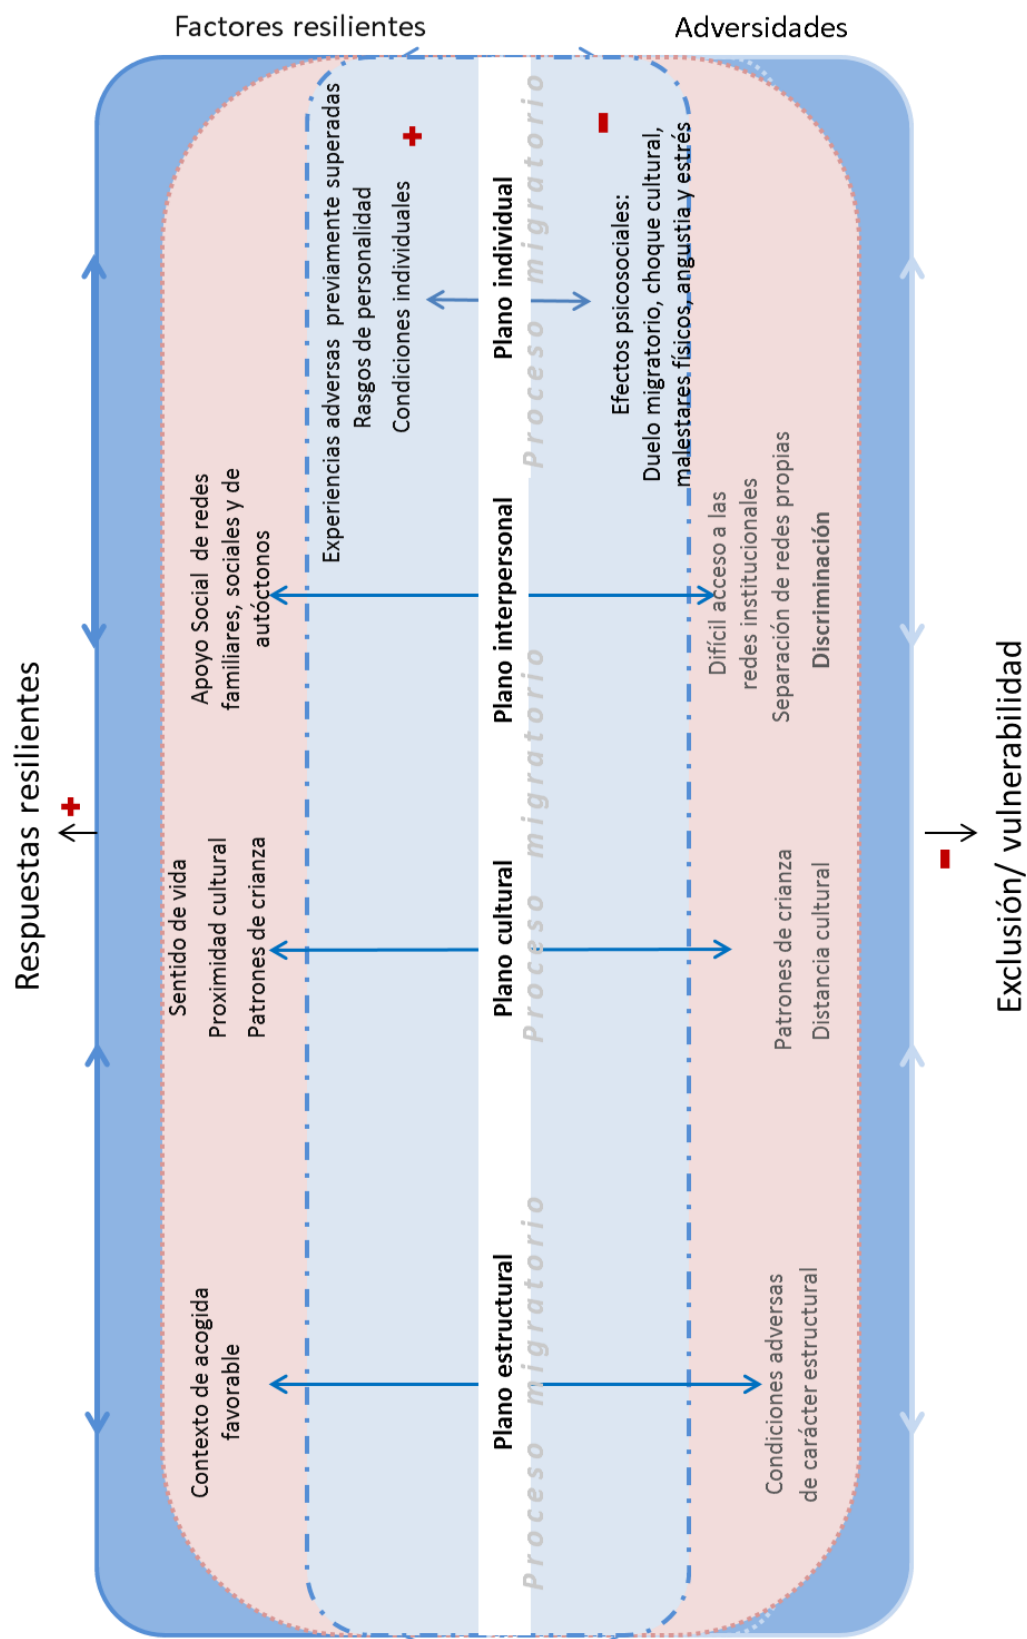 Factores resilientes
Adversidades
Respuestas resilientes
+
Contexto de acogida
favorable
Sentido de vida
Proximidad cultural
Patrones de crianza
Apoyo Social de redes
familiares, sociales y de
autóctonos
Experiencias adversas previamente superadas
Rasgos de personalidad
Condiciones individuales
+
Plano estructural
Plano cultural
Plano interpersonal
Plano individual
Proceso migratorio
Proceso migratorio
Proceso migratorio
Proceso migratorio
-
Efectos psicosociales:
Duelo migratorio, choque cultural,
malestares físicos, angustia y estrés
Difícil acceso a las
redes institucionales
Separación de redes propias
Discriminación
Patrones de crianza
Distancia cultural
Condiciones adversas
de carácter estructural
-
Exclusión/ vulnerabilidad